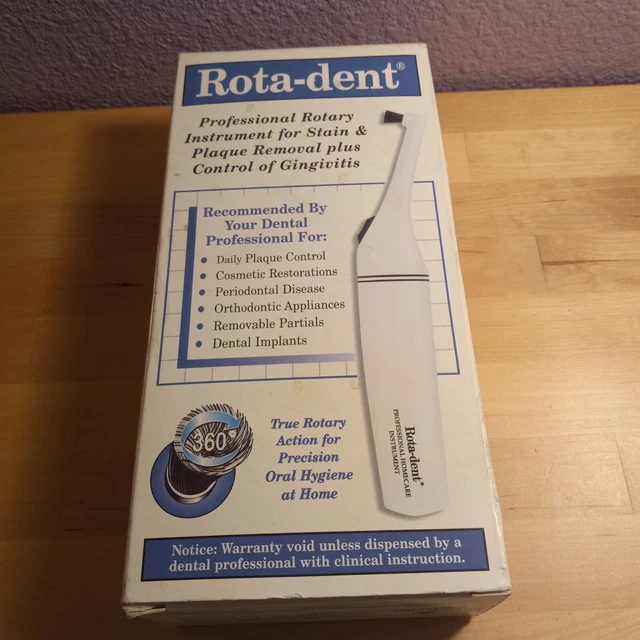 Rota-dent®
Professional Rotary
Instrument for Stain &
Plaque Removal plus
Control of Gingivitis
Recommended By
Your Dental
Professional For:
• Daily Plaque Control
• Cosmetic Restorations
• Periodontal Disease
• Orthodontic Appliances
• Removable Partials
• Dental Implants
360°
True Rotary
Action for
Precision
Oral Hygiene
at Home
Rota-dent®
PROFESSIONAL HOMECARE
INSTRUMENT
Notice: Warranty void unless dispensed by a
dental professional with clinical instruction.